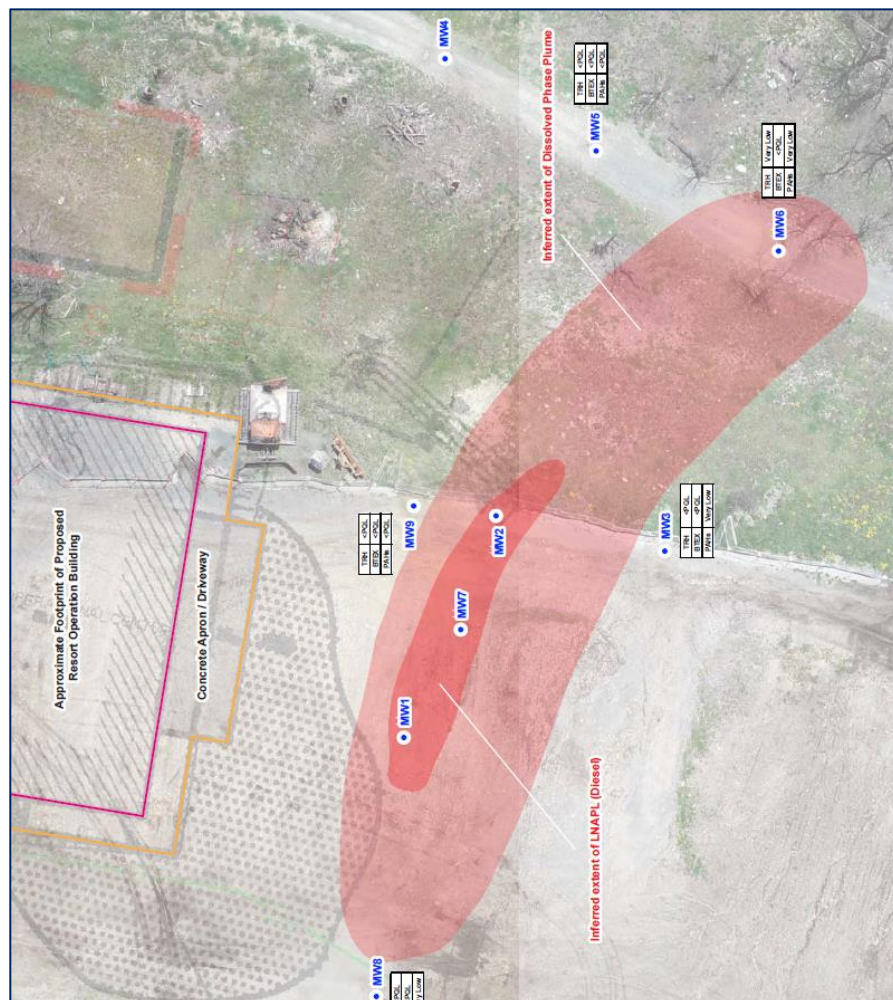 MW4
TRH <PQL
BTEX <PQL
PAHs <PQL
MW5
TRH Very Low
BTEX <PQL
PAHs Very Low
MW6
Inferred extent of Dissolved Phase Plume
Approximate Footprint of Proposed
Resort Operation Building
Concrete Apron / Driveway
TRH <PQL
BTEX <PQL
PAHs <PQL
MW9
MW2
MW7
MW1
MW3
TRH <PQL
BTEX <PQL
PAHs Very Low
Inferred extent of LNAPL (Diesel)
MW8
Low